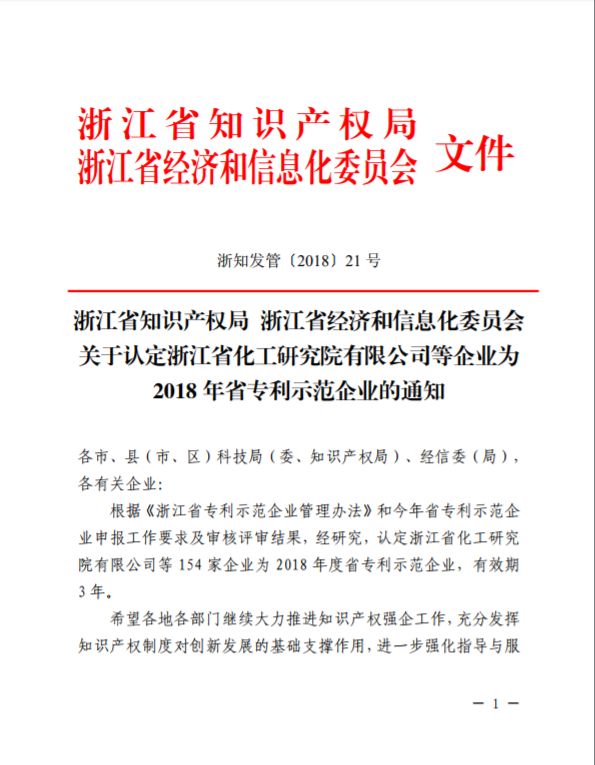 浙江省知识产权局
浙江省经济和信息化委员会
文件
浙知发管〔2018〕21号
浙江省知识产权局 浙江省经济和信息化委员会
关于认定浙江省化工研究院有限公司等企业为
2018 年省专利示范企业的通知
各市、县（市、区）科技局（委、知识产权局）、经信委（局），
各有关企业：
根据《浙江省专利示范企业管理办法》和今年省专利示范企
业申报工作要求及审核评审结果，经研究，认定浙江省化工研究
院有限公司等 154 家企业为 2018 年度省专利示范企业，有效期
3 年。
希望各地各部门继续大力推进知识产权强企工作，充分发挥
知识产权制度对创新发展的基础支撑作用，进一步强化指导与服
— 1 —